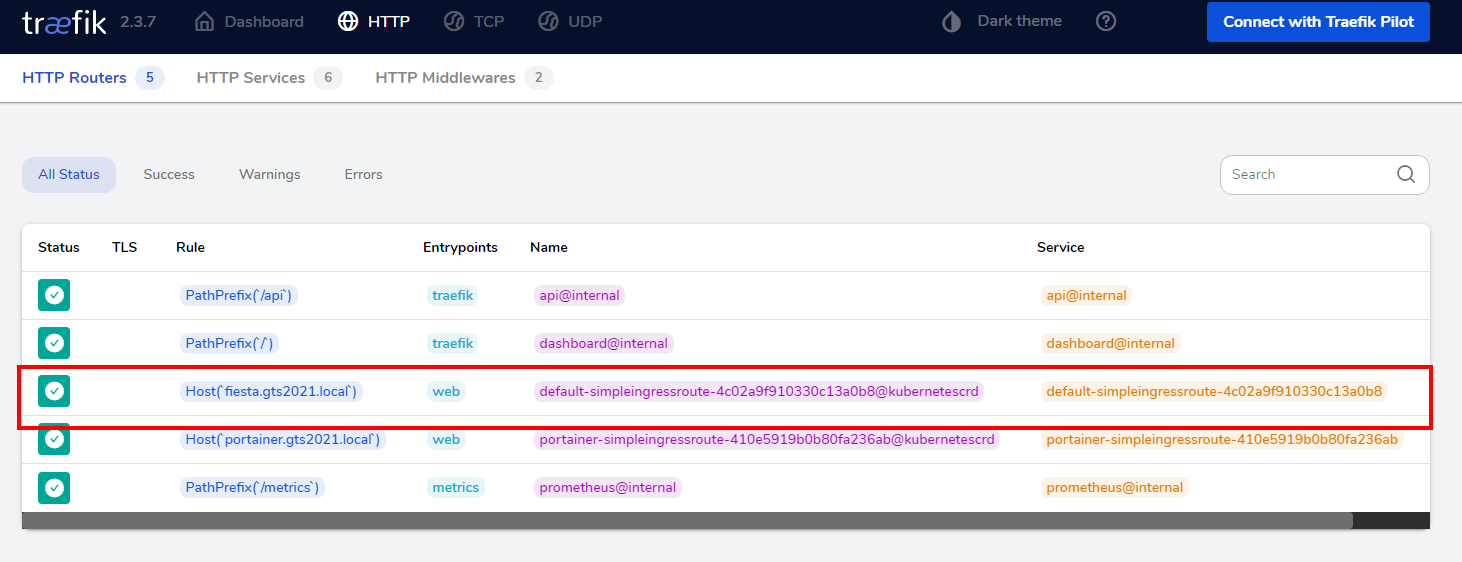 træfik 2.3.7 Dashboard HTTP TCP UDP Dark theme Connect with Traefik Pilot
HTTP Routers 5 HTTP Services 6 HTTP Middlewares 2
All Status Success Warnings Errors Search
Status TLS Rule Entrypoints Name Service
PathPrefix(`/api`) traefik api@internal api@internal
PathPrefix(`/`) traefik dashboard@internal dashboard@internal
Host(`fiesta.gts2021.local`) web default-simpleingressroute-4c02a9f910330c13a0b8@kubernetescrd default-simpleingressroute-4c02a9f910330c13a0b8
Host(`portainer.gts2021.local`) web portainer-simpleingressroute-410e5919b0b80fa236ab@kubernetescrd portainer-simpleingressroute-410e5919b0b80fa236ab
PathPrefix(`/metrics`) metrics prometheus@internal prometheus@internal